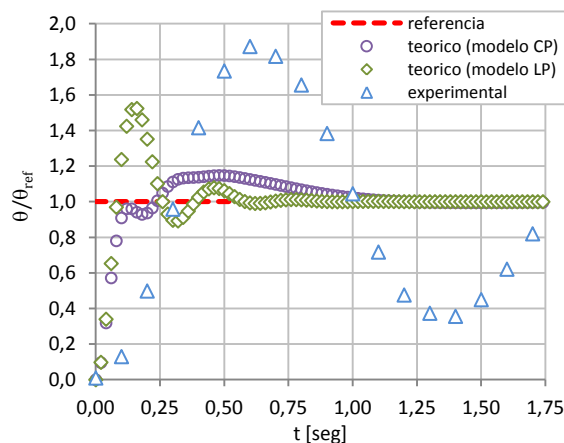 2,0
1,8
1,6
1,4
1,2
1,0
0,8
0,6
0,4
0,2
0,0
θ/θref
referencia
teorico (modelo CP)
teorico (modelo LP)
experimental
0,00 0,25 0,50 0,75 1,00 1,25 1,50 1,75
t [seg]